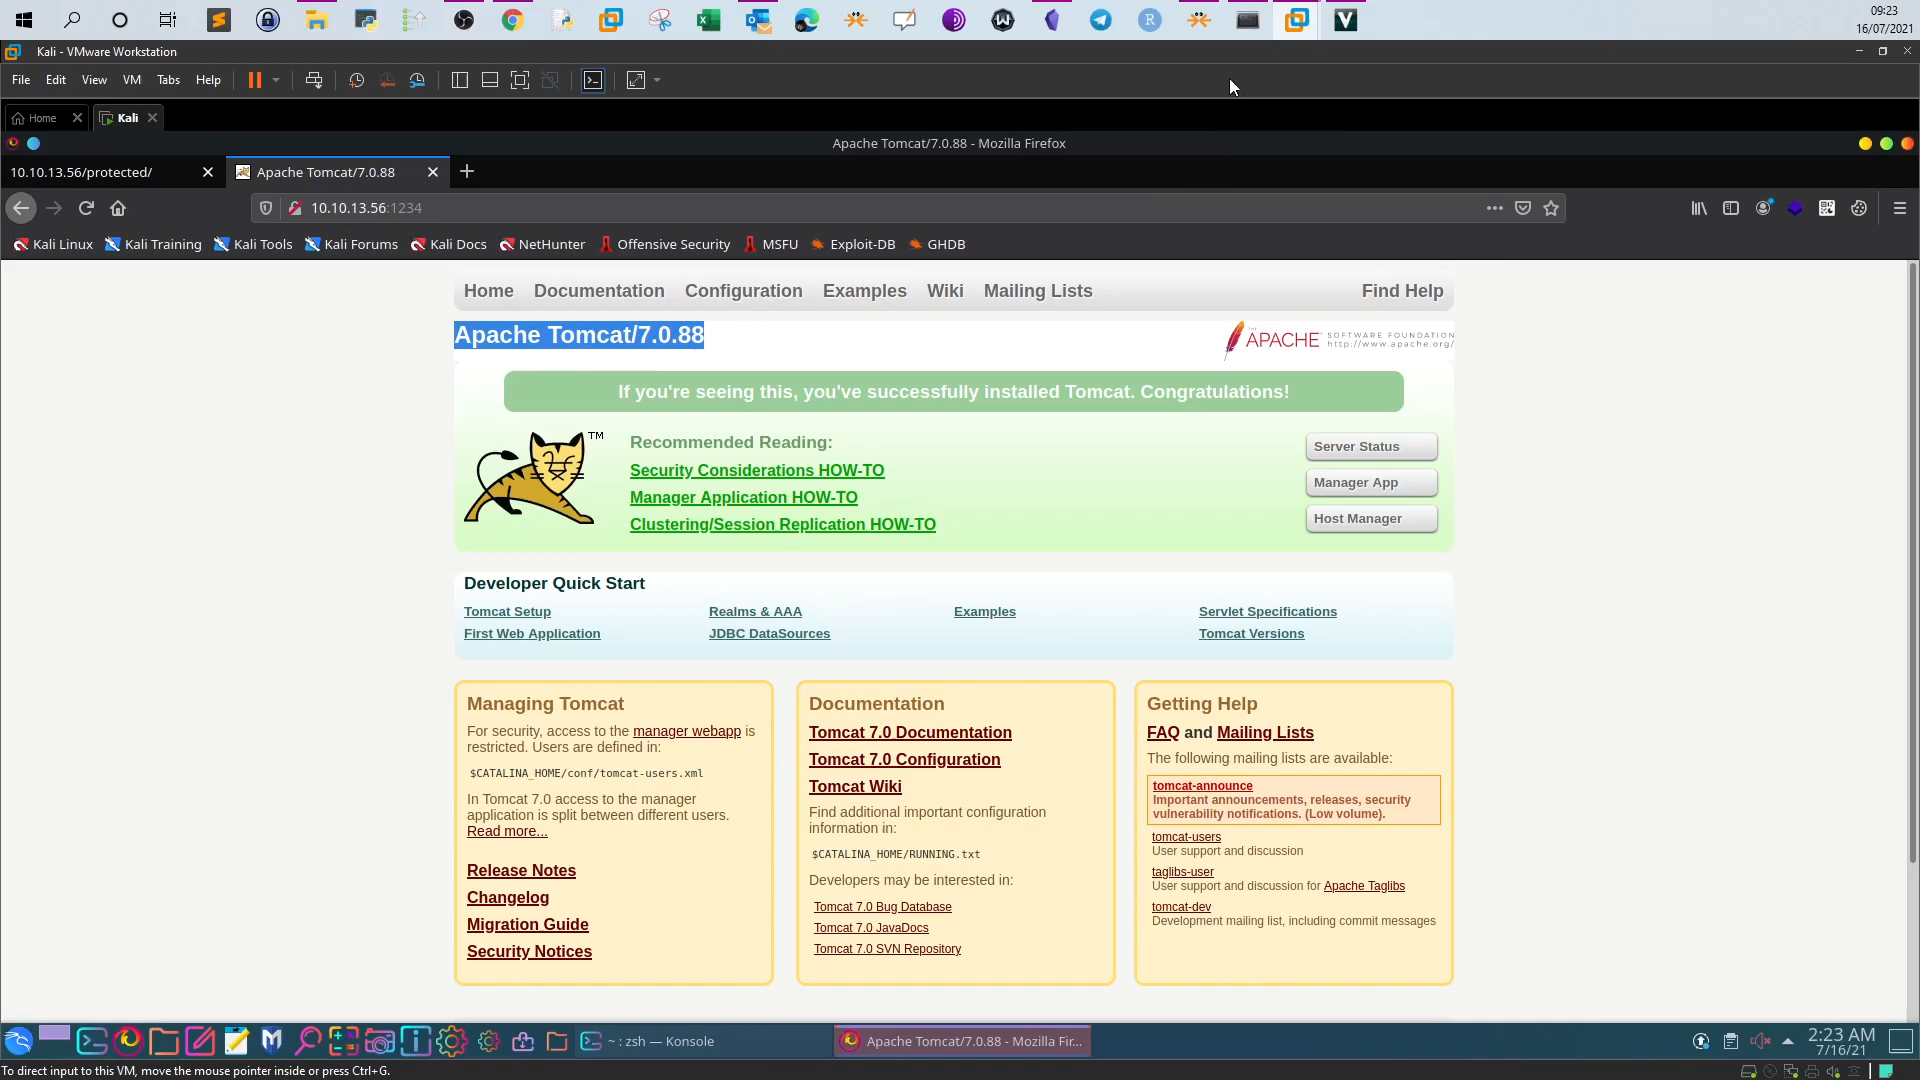 09:23
16/07/2021
Kali - VMware Workstation
File Edit View VM Tabs Help
Home Kali
Apache Tomcat/7.0.88 - Mozilla Firefox
10.10.13.56/protected/ Apache Tomcat/7.0.88
10.10.13.56:1234
Kali Linux Kali Training Kali Tools Kali Forums Kali Docs NetHunter Offensive Security MSFU Exploit-DB GHDB
Home Documentation Configuration Examples Wiki Mailing Lists Find Help
Apache Tomcat/7.0.88
THE APACHE SOFTWARE FOUNDATION
http://www.apache.org/
If you're seeing this, you've successfully installed Tomcat. Congratulations!
TM
Recommended Reading:
Security Considerations HOW-TO
Manager Application HOW-TO
Clustering/Session Replication HOW-TO
Server Status
Manager App
Host Manager
Developer Quick Start
Tomcat Setup Realms & AAA Examples Servlet Specifications
First Web Application JDBC DataSources Tomcat Versions
Managing Tomcat
For security, access to the manager webapp is
restricted. Users are defined in:
$CATALINA_HOME/conf/tomcat-users.xml
In Tomcat 7.0 access to the manager
application is split between different users.
Read more...
Release Notes
Changelog
Migration Guide
Security Notices
Documentation
Tomcat 7.0 Documentation
Tomcat 7.0 Configuration
Tomcat Wiki
Find additional important configuration
information in:
$CATALINA_HOME/RUNNING.txt
Developers may be interested in:
Tomcat 7.0 Bug Database
Tomcat 7.0 JavaDocs
Tomcat 7.0 SVN Repository
Getting Help
FAQ and Mailing Lists
The following mailing lists are available:
tomcat-announce
Important announcements, releases, security
vulnerability notifications. (Low volume).
tomcat-users
User support and discussion
taglibs-user
User support and discussion for Apache Taglibs
tomcat-dev
Development mailing list, including commit messages
~ : zsh — Konsole
Apache Tomcat/7.0.88 - Mozilla Fir...
2:23 AM
7/16/21
To direct input to this VM, move the mouse pointer inside or press Ctrl+G.